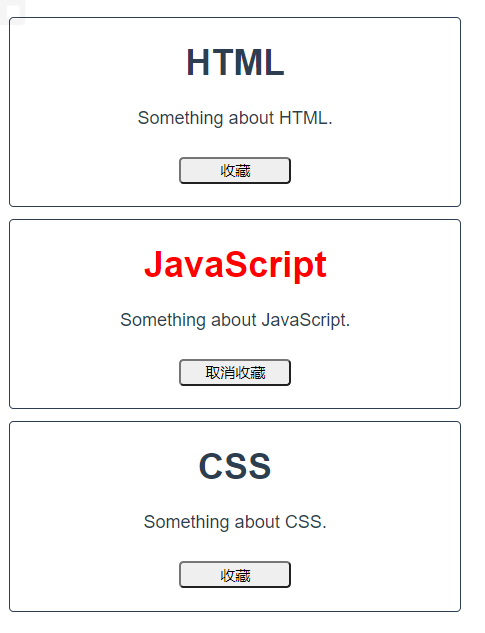 HTML
Something about HTML.
收藏
JavaScript
Something about JavaScript.
取消收藏
CSS
Something about CSS.
收藏